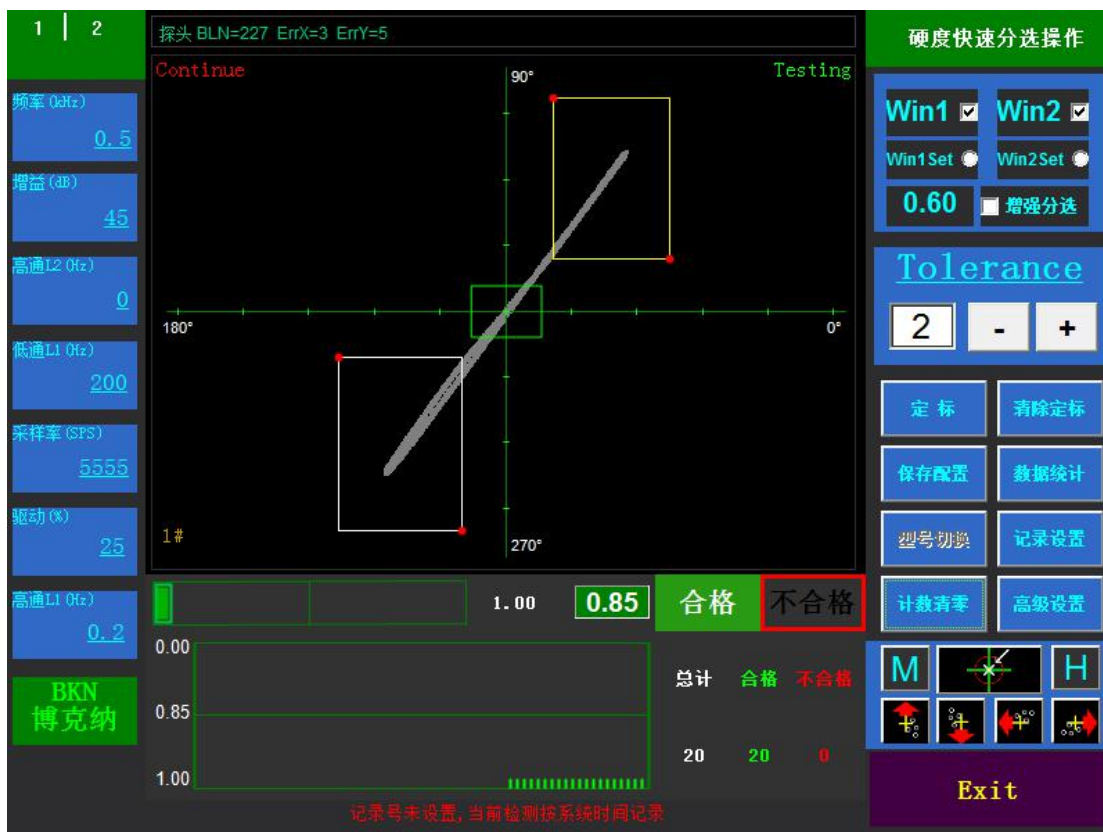 1 | 2
探头 BLN=227 ErrX=3 ErrY=5
硬度快速分选操作
Continue
Testing
90°
180°
0°
270°
1#
频率(kHz)
0.5
增益(dB)
45
高通L2(Hz)
0
低通L1(Hz)
200
采样率(SPS)
5555
驱动(%)
25
高通L1(Hz)
0.2
BKN
博克纳
Win1
Win2
Win1Set
Win2Set
0.60
增强分选
Tolerance
2
-
+
定 标
清除定标
保存配置
数据统计
型号切换
记录设置
计数清零
高级设置
M
H
Exit
1.00
0.85
合格
不合格
0.00
0.85
1.00
总计 合格 不合格
20 20 0
记录号未设置,当前检测按系统时间记录